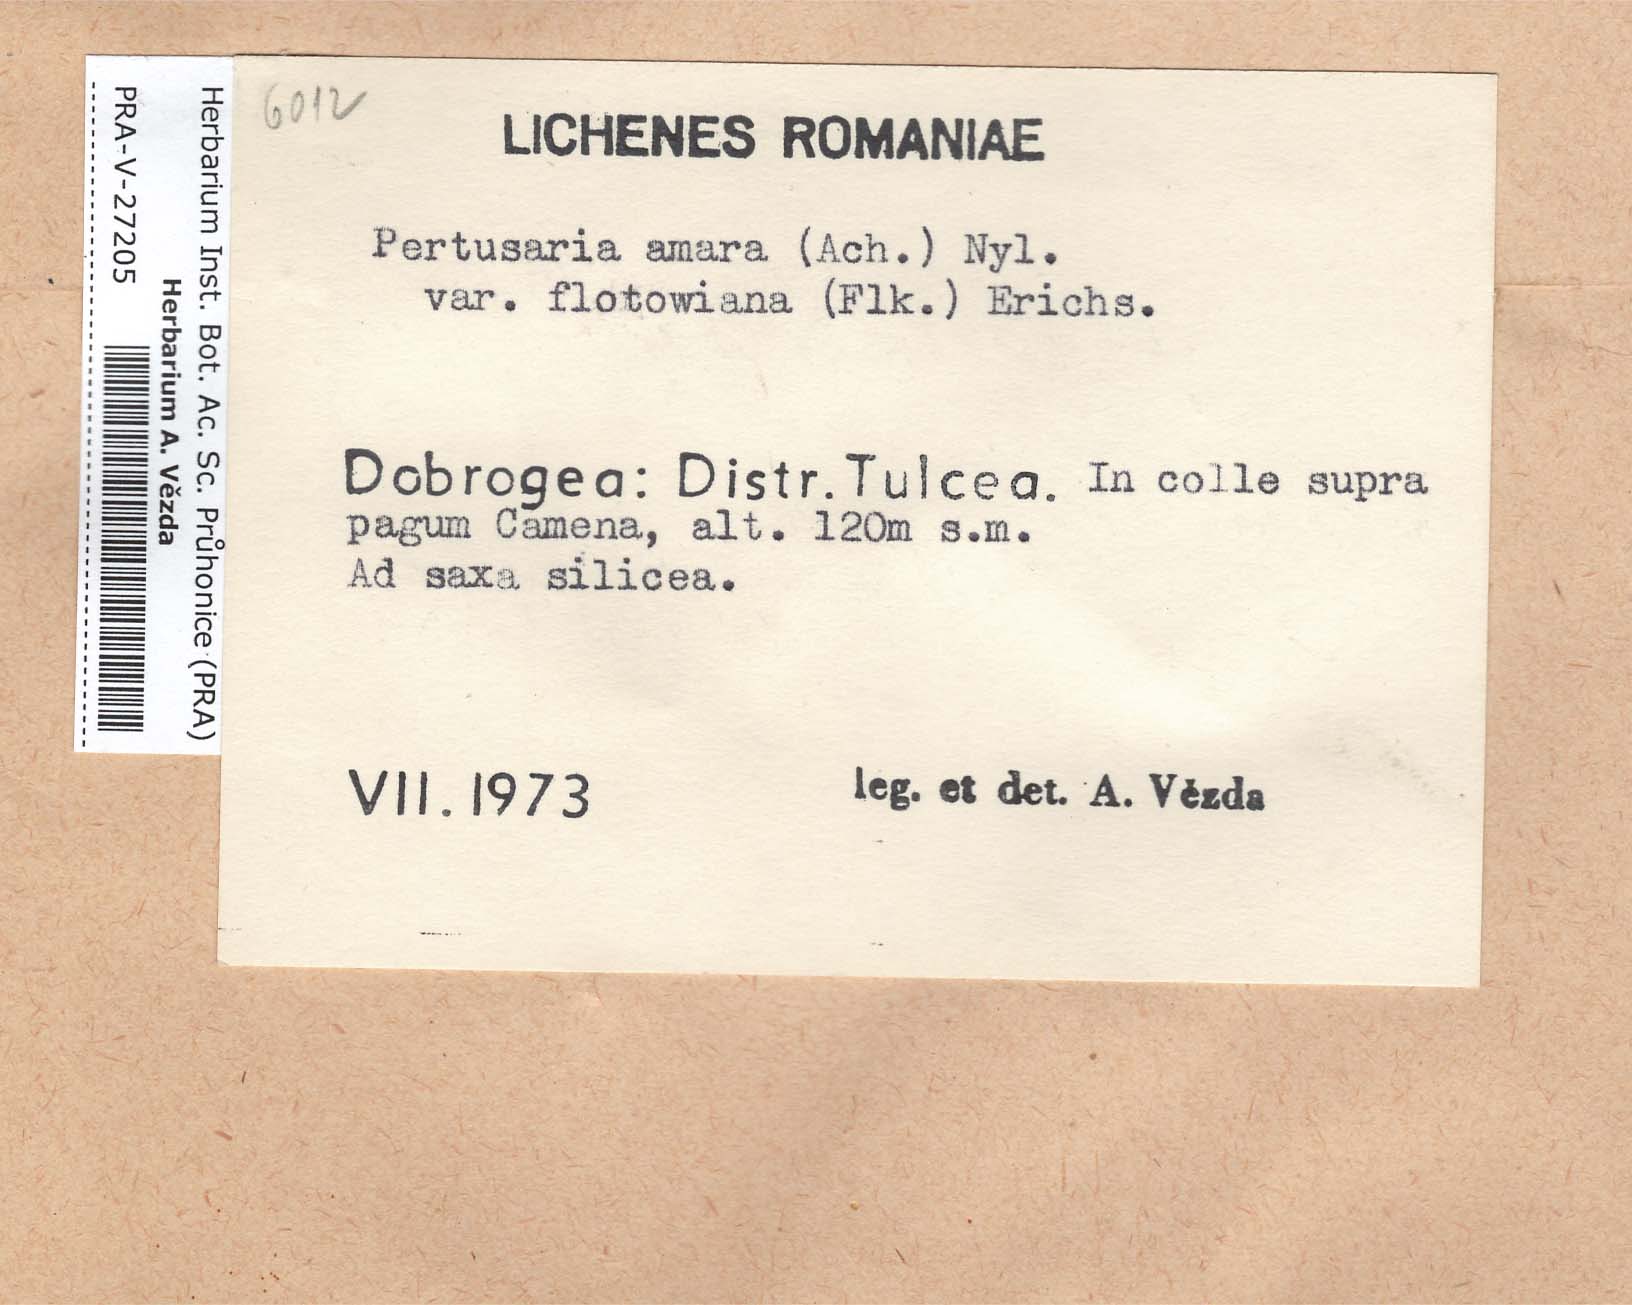 Herbarium Inst. Bot. Ac. Sc. Průhonice (PRA)
Herbarium A. Vězda
PRA-V-27205
6012
LICHENES ROMANIAE
Pertusaria amara (Ach.) Nyl.
var. flotowiana (Flk.) Erichs.
Dobrogea: Distr. Tulcea. In colle supra
pagum Camena, alt. 120m s.m.
Ad saxa silicea.
VII. 1973
leg. et det. A. Vězda